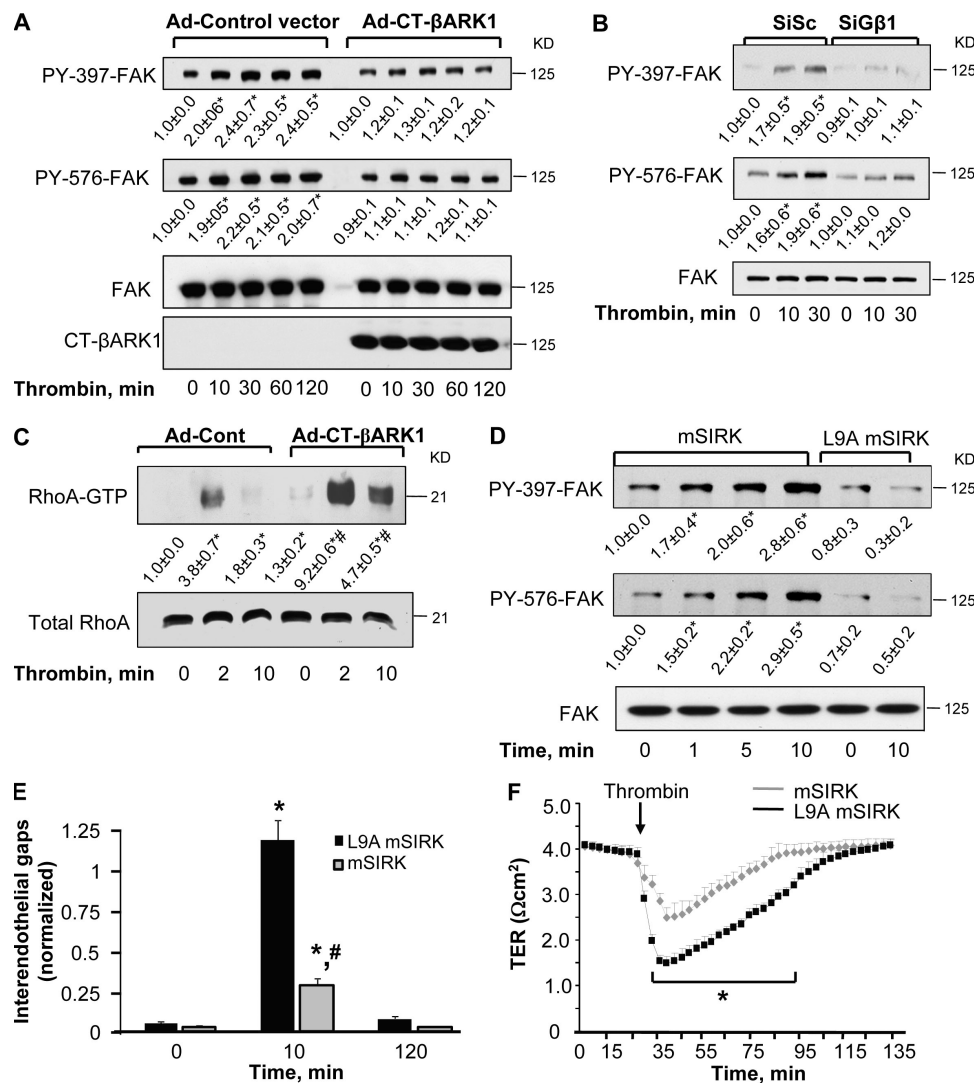 A
Ad-Control vector Ad-CT-βARK1
KD
PY-397-FAK
125
1.0±0.0 2.0±06* 2.4±0.7* 2.3±0.5* 2.4±0.5* 1.0±0.0 1.2±0.1 1.3±0.1 1.2±0.2 1.2±0.1
PY-576-FAK
125
1.0±0.0 1.9±05* 2.2±0.5* 2.1±0.5* 2.0±0.7* 0.9±0.1 1.1±0.1 1.1±0.1 1.2±0.1 1.1±0.1
FAK
125
CT-βARK1
125
Thrombin, min 0 10 30 60 120 0 10 30 60 120
B
SiSc SiGβ1
KD
PY-397-FAK
125
1.0±0.0 1.7±0.5* 1.9±0.5* 0.9±0.1 1.0±0.1 1.1±0.1
PY-576-FAK
125
1.0±0.0 1.6±0.6* 1.9±0.6* 1.0±0.0 1.1±0.0 1.2±0.0
FAK
125
Thrombin, min 0 10 30 0 10 30
C
Ad-Cont Ad-CT-βARK1
KD
RhoA-GTP
21
1.0±0.0 3.8±0.7* 1.8±0.3* 1.3±0.2* 9.2±0.6*# 4.7±0.5*#
Total RhoA
21
Thrombin, min 0 2 10 0 2 10
D
mSIRK L9A mSIRK
KD
PY-397-FAK
125
1.0±0.0 1.7±0.4* 2.0±0.6* 2.8±0.6* 0.8±0.3 0.3±0.2
PY-576-FAK
1.0±0.0 1.5±0.2* 2.2±0.2* 2.9±0.5* 0.7±0.2 0.5±0.2
FAK
125
Time, min 0 1 5 10 0 10
E
Interendothelial gaps
(normalized)
1.25
1
0.75
0.5
0.25
0
*
*,#
L9A mSIRK
mSIRK
0 10 120
Time, min
F
Thrombin
mSIRK
L9A mSIRK
TER (Ωcm²)
5.0
4.0
3.0
2.0
1.0
0
*
0 15 35 55 75 95 115 135
Time, min